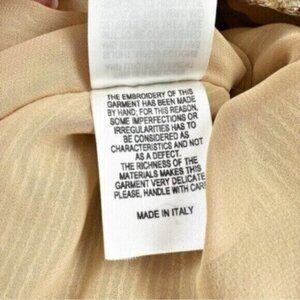 THE EMBROIDERY OF THIS
GARMENT HAS BEEN MADE
BY HAND; FOR THIS REASON,
SOME IMPERFECTIONS OR
IRREGULARITIES HAS TO
BE CONSIDERED AS
CHARACTERISTICS AND NOT
AS A DEFECT.
THE RICHNESS OF THE
MATERIALS MAKES THIS
GARMENT VERY DELICATE
PLEASE, HANDLE WITH CARE
MADE IN ITALY